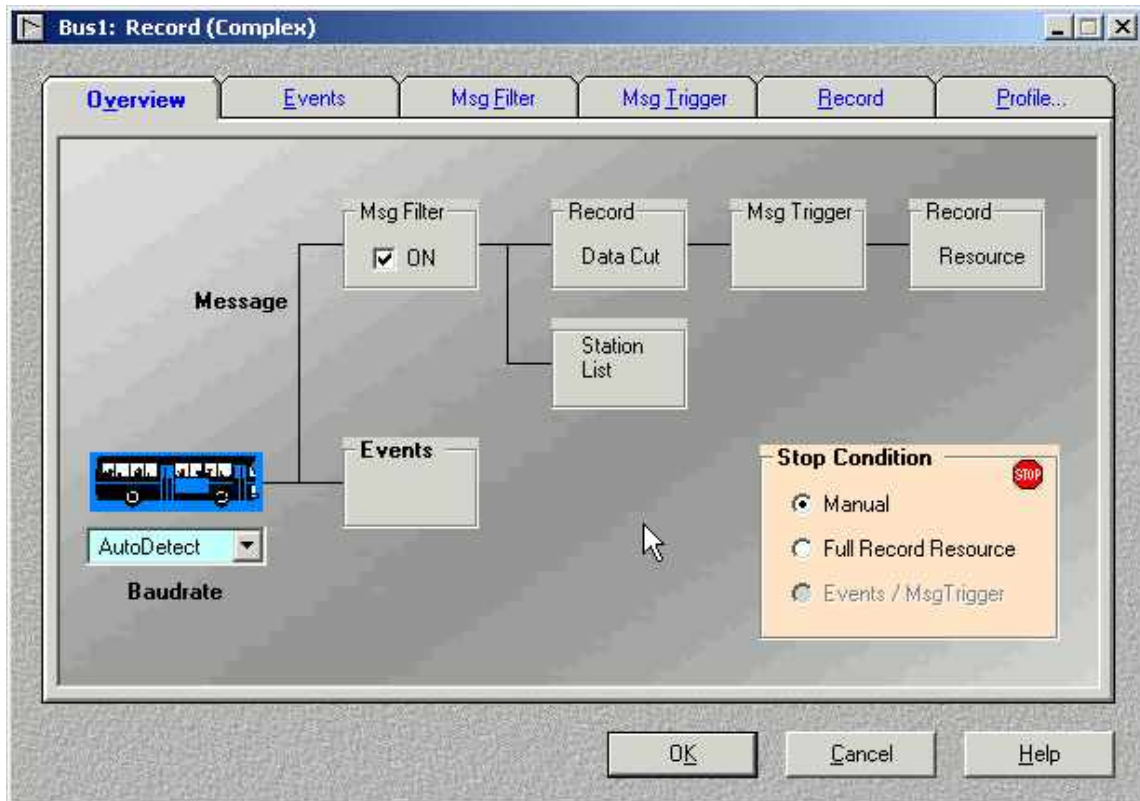 Bus1: Record (Complex)
Overview Events Msg Filter Msg Trigger Record Profile...
Msg Filter Record Msg Trigger Record
ON Data Cut Resource
Message
Station
List
Events
Stop Condition
STOP
Manual
AutoDetect
Full Record Resource
Baudrate
Events / MsgTrigger
OK Cancel Help